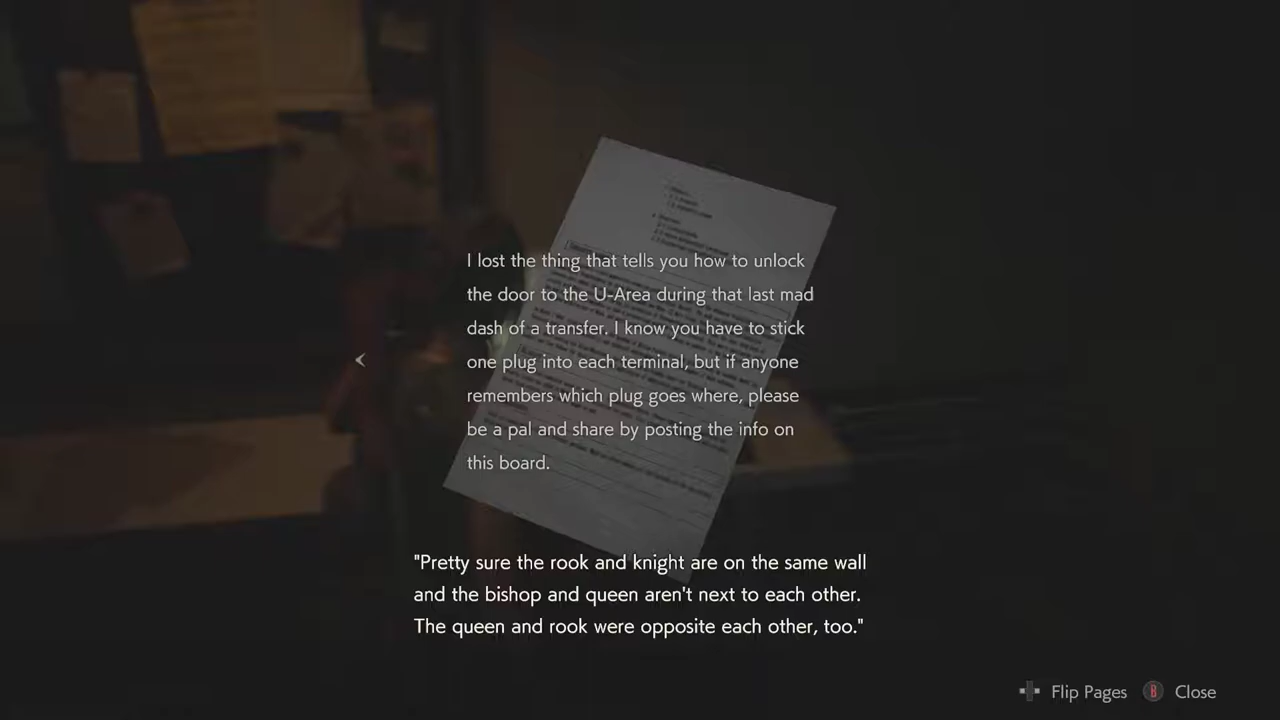 I lost the thing that tells you how to unlock
the door to the U-Area during that last mad
dash of a transfer. I know you have to stick
one plug into each terminal, but if anyone
remembers which plug goes where, please
be a pal and share by posting the info on
this board.
"Pretty sure the rook and knight are on the same wall
and the bishop and queen aren't next to each other.
The queen and rook were opposite each other, too."
Flip Pages B Close